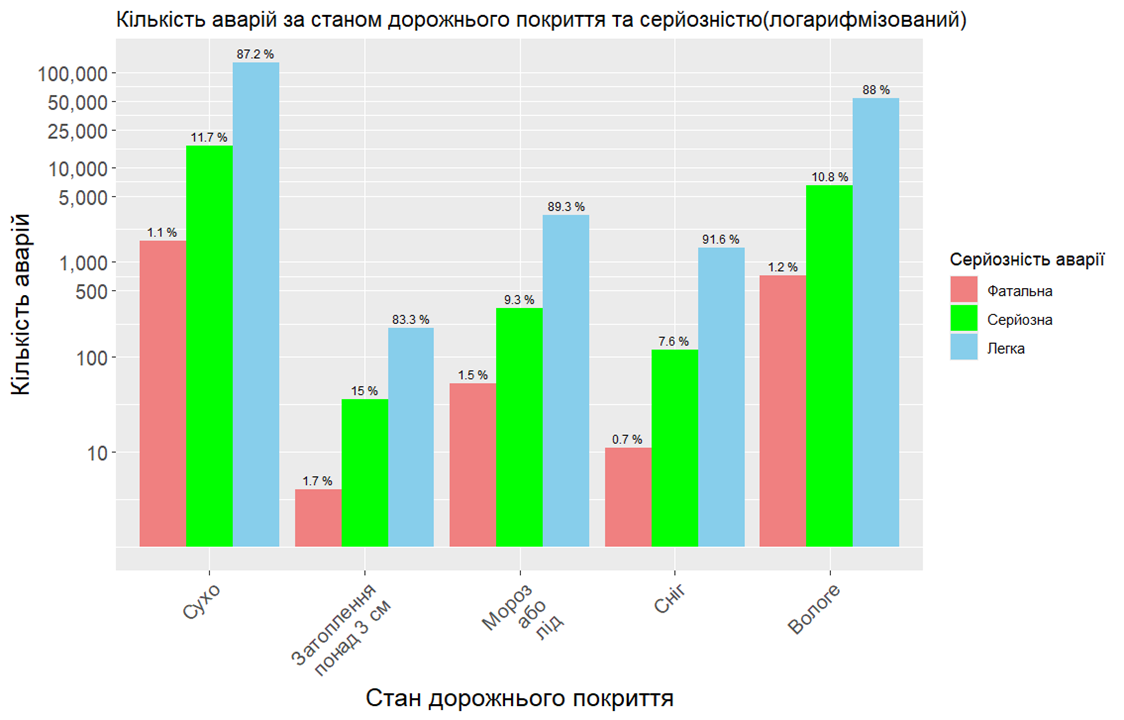 Кількість аварій за станом дорожнього покриття та серйозністю(логарифмізований)
Кількість аварій
100,000
50,000
25,000
10,000
5,000
1,000
500
100
10
1.1 %
11.7 %
87.2 %
1.7 %
15 %
83.3 %
1.5 %
9.3 %
89.3 %
0.7 %
7.6 %
91.6 %
1.2 %
10.8 %
88 %
Сухо
Затоплення
понад 3 см
Мороз
або
лід
Сніг
Вологе
Стан дорожнього покриття
Серйозність аварії
Фатальна
Серйозна
Легка